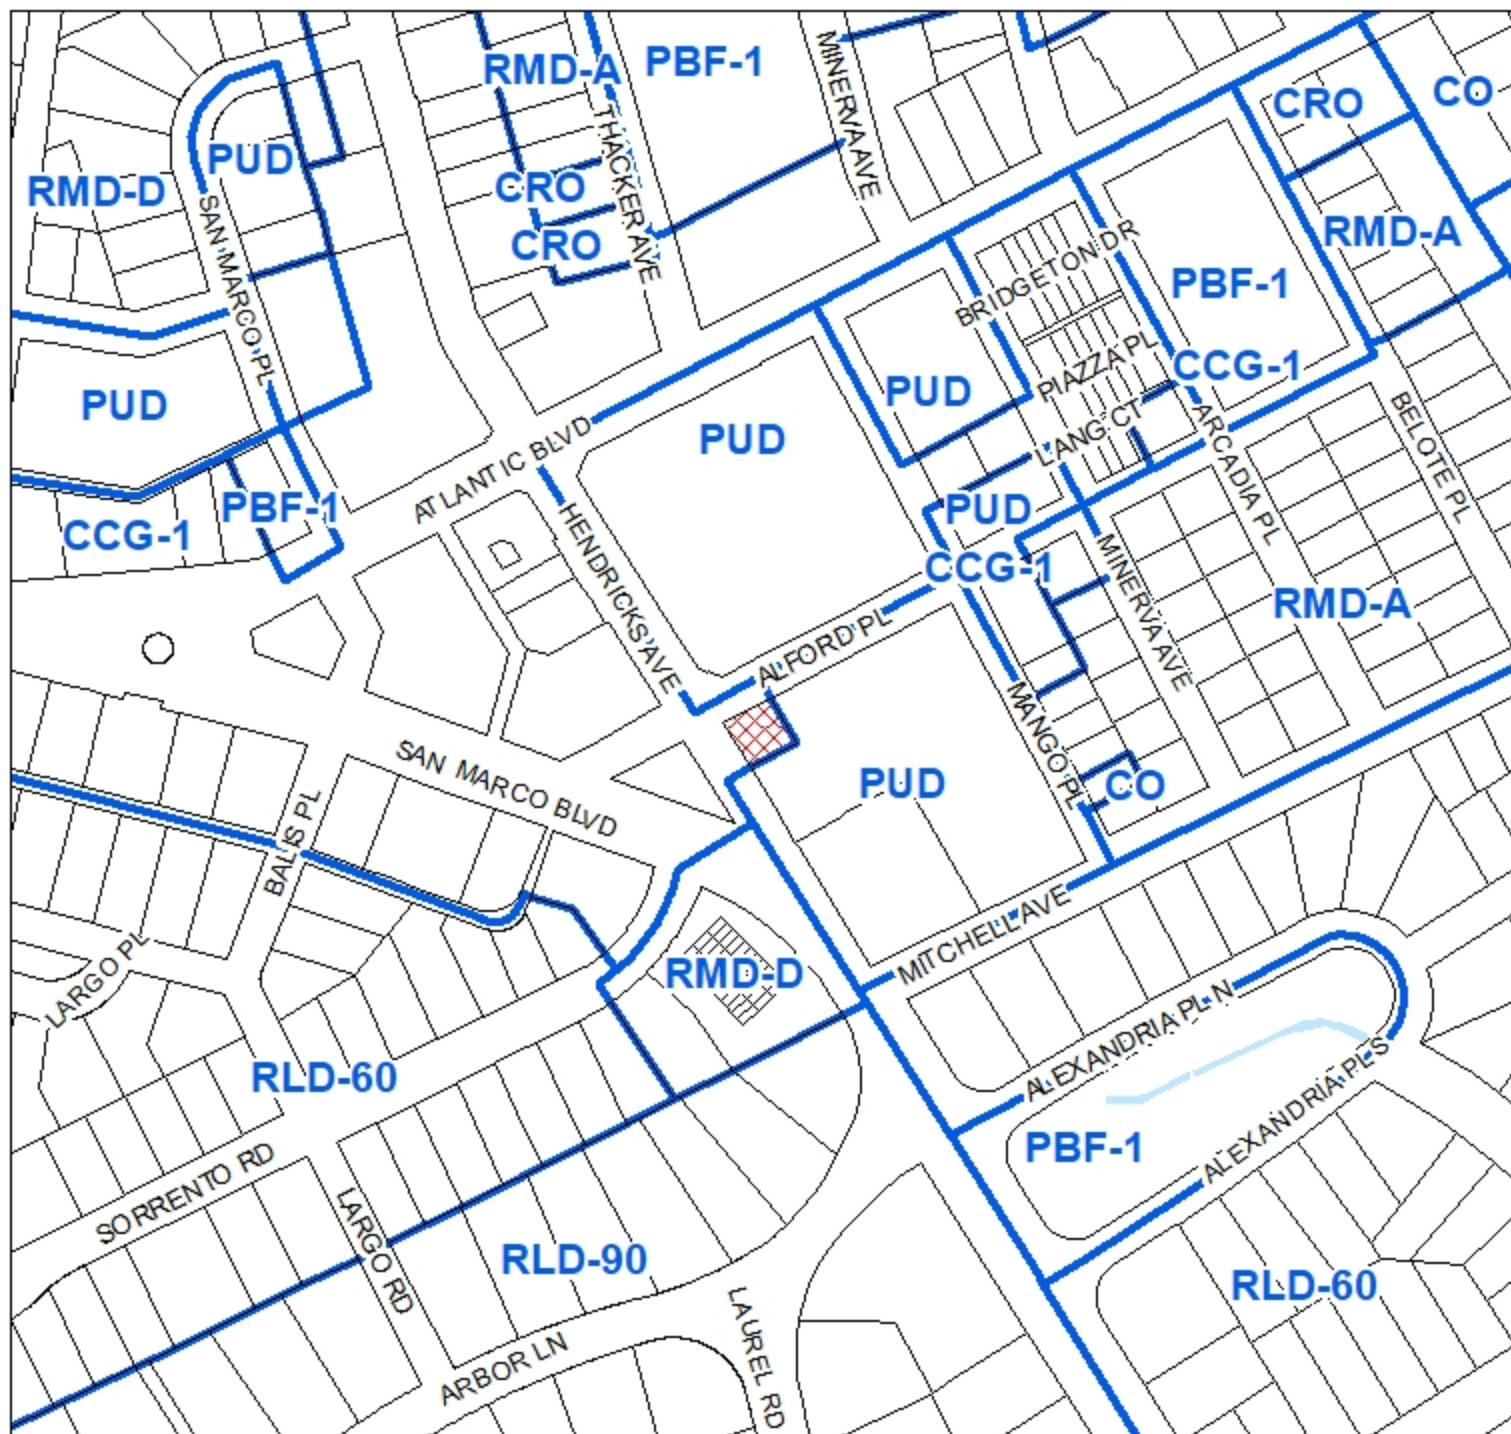 RMD-A
PBF-1
MINERVA AVE
CRO
CO
THACKER AVE
PUD
RMD-D
CRO
SAN MARCO PL
CRO
RMD-A
BRIDGETON DR
PBF-1
PIAZZA PL
CCG-1
PUD
PUD
LANG CT
ARCADIA PL
BELOTE PL
PUD
ATLANTIC BLVD
PBF-1
PUD
CCG-1
HENDRICKS AVE
CCG-1
MINERVA AVE
RMD-A
ALFORD PL
MANGO PL
SAN MARCO BLVD
PUD
CO
BALIS PL
MITCHELL AVE
LARGO PL
RMD-D
ALEXANDRIA PL N
RLD-60
ALEXANDRIA PL S
PBF-1
SORRENTO RD
LARGO RD
RLD-90
RLD-60
LAUREL RD
ARBOR LN